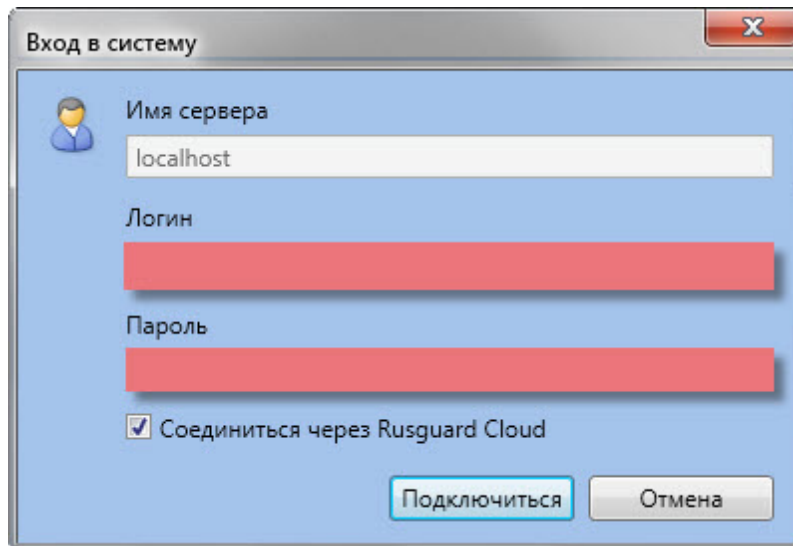 Вход в систему
Имя сервера
localhost
Логин
Пароль
Соединиться через Rusguard Cloud
Подключиться Отмена